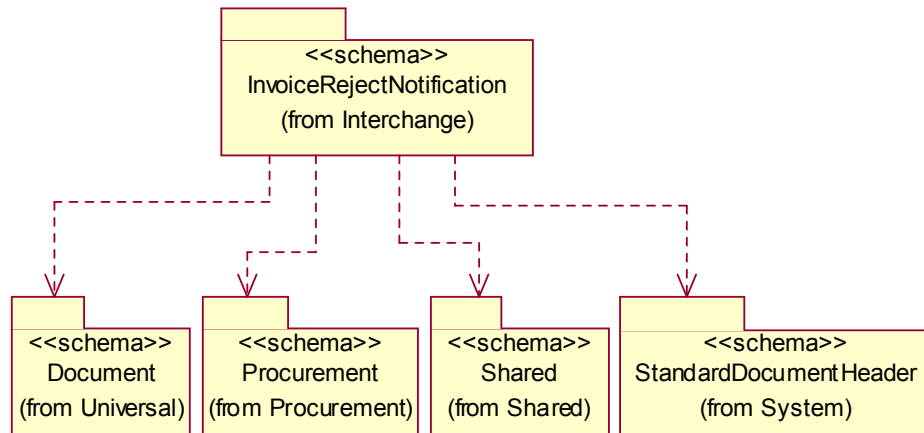 <<schema>>
InvoiceRejectNotification
(from Interchange)
<<schema>>
Document
(from Universal)
<<schema>>
Procurement
(from Procurement)
<<schema>>
Shared
(from Shared)
<<schema>>
StandardDocumentHeader
(from System)